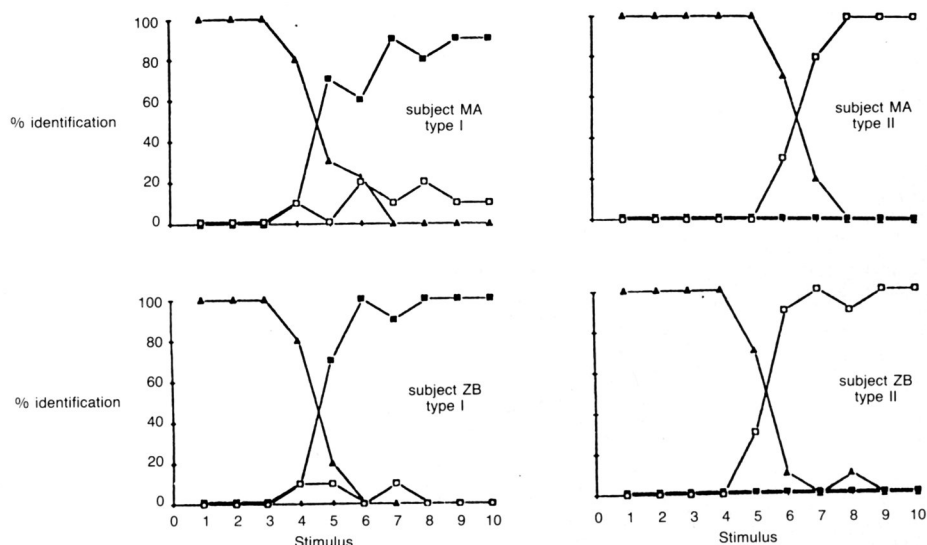 100
80
60
40
20
0
% identification
subject MA
type I
subject MA
type II
100
80
60
40
20
0
% identification
subject ZB
type I
subject ZB
type II
0 1 2 3 4 5 6 7 8 9 10
Stimulus
0 1 2 3 4 5 6 7 8 9 10
Stimulus